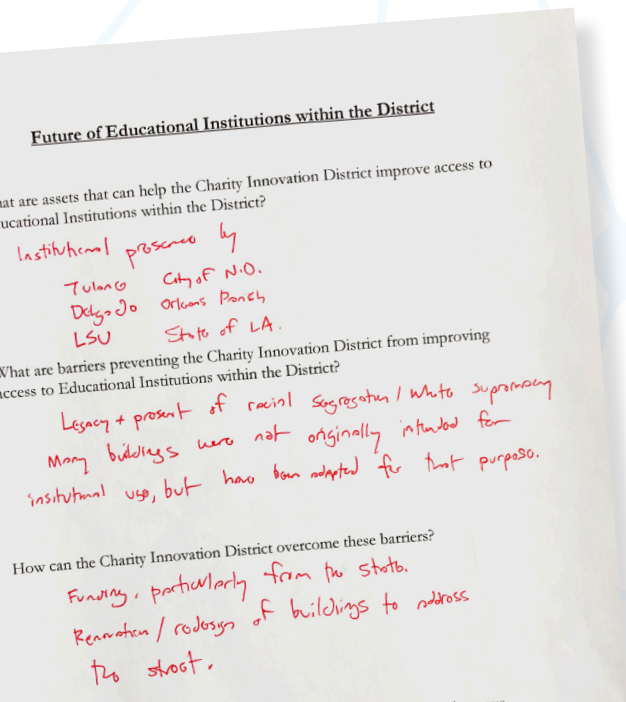 Future of Educational Institutions within the District
hat are assets that can help the Charity Innovation District improve access to
ucational Institutions within the District?
Institutional presence by
Tulane City of N.O.
Delgado Orleans Parish
LSU State of LA.
What are barriers preventing the Charity Innovation District from improving
ccess to Educational Institutions within the District?
Legacy + present of racial segregation / white supremacy
Many buildings were not originally intended for
insitutional use, but have been adapted for that purpose.
How can the Charity Innovation District overcome these barriers?
Funding, particularly from the state.
Renovation / redesign of buildings to address
the street.